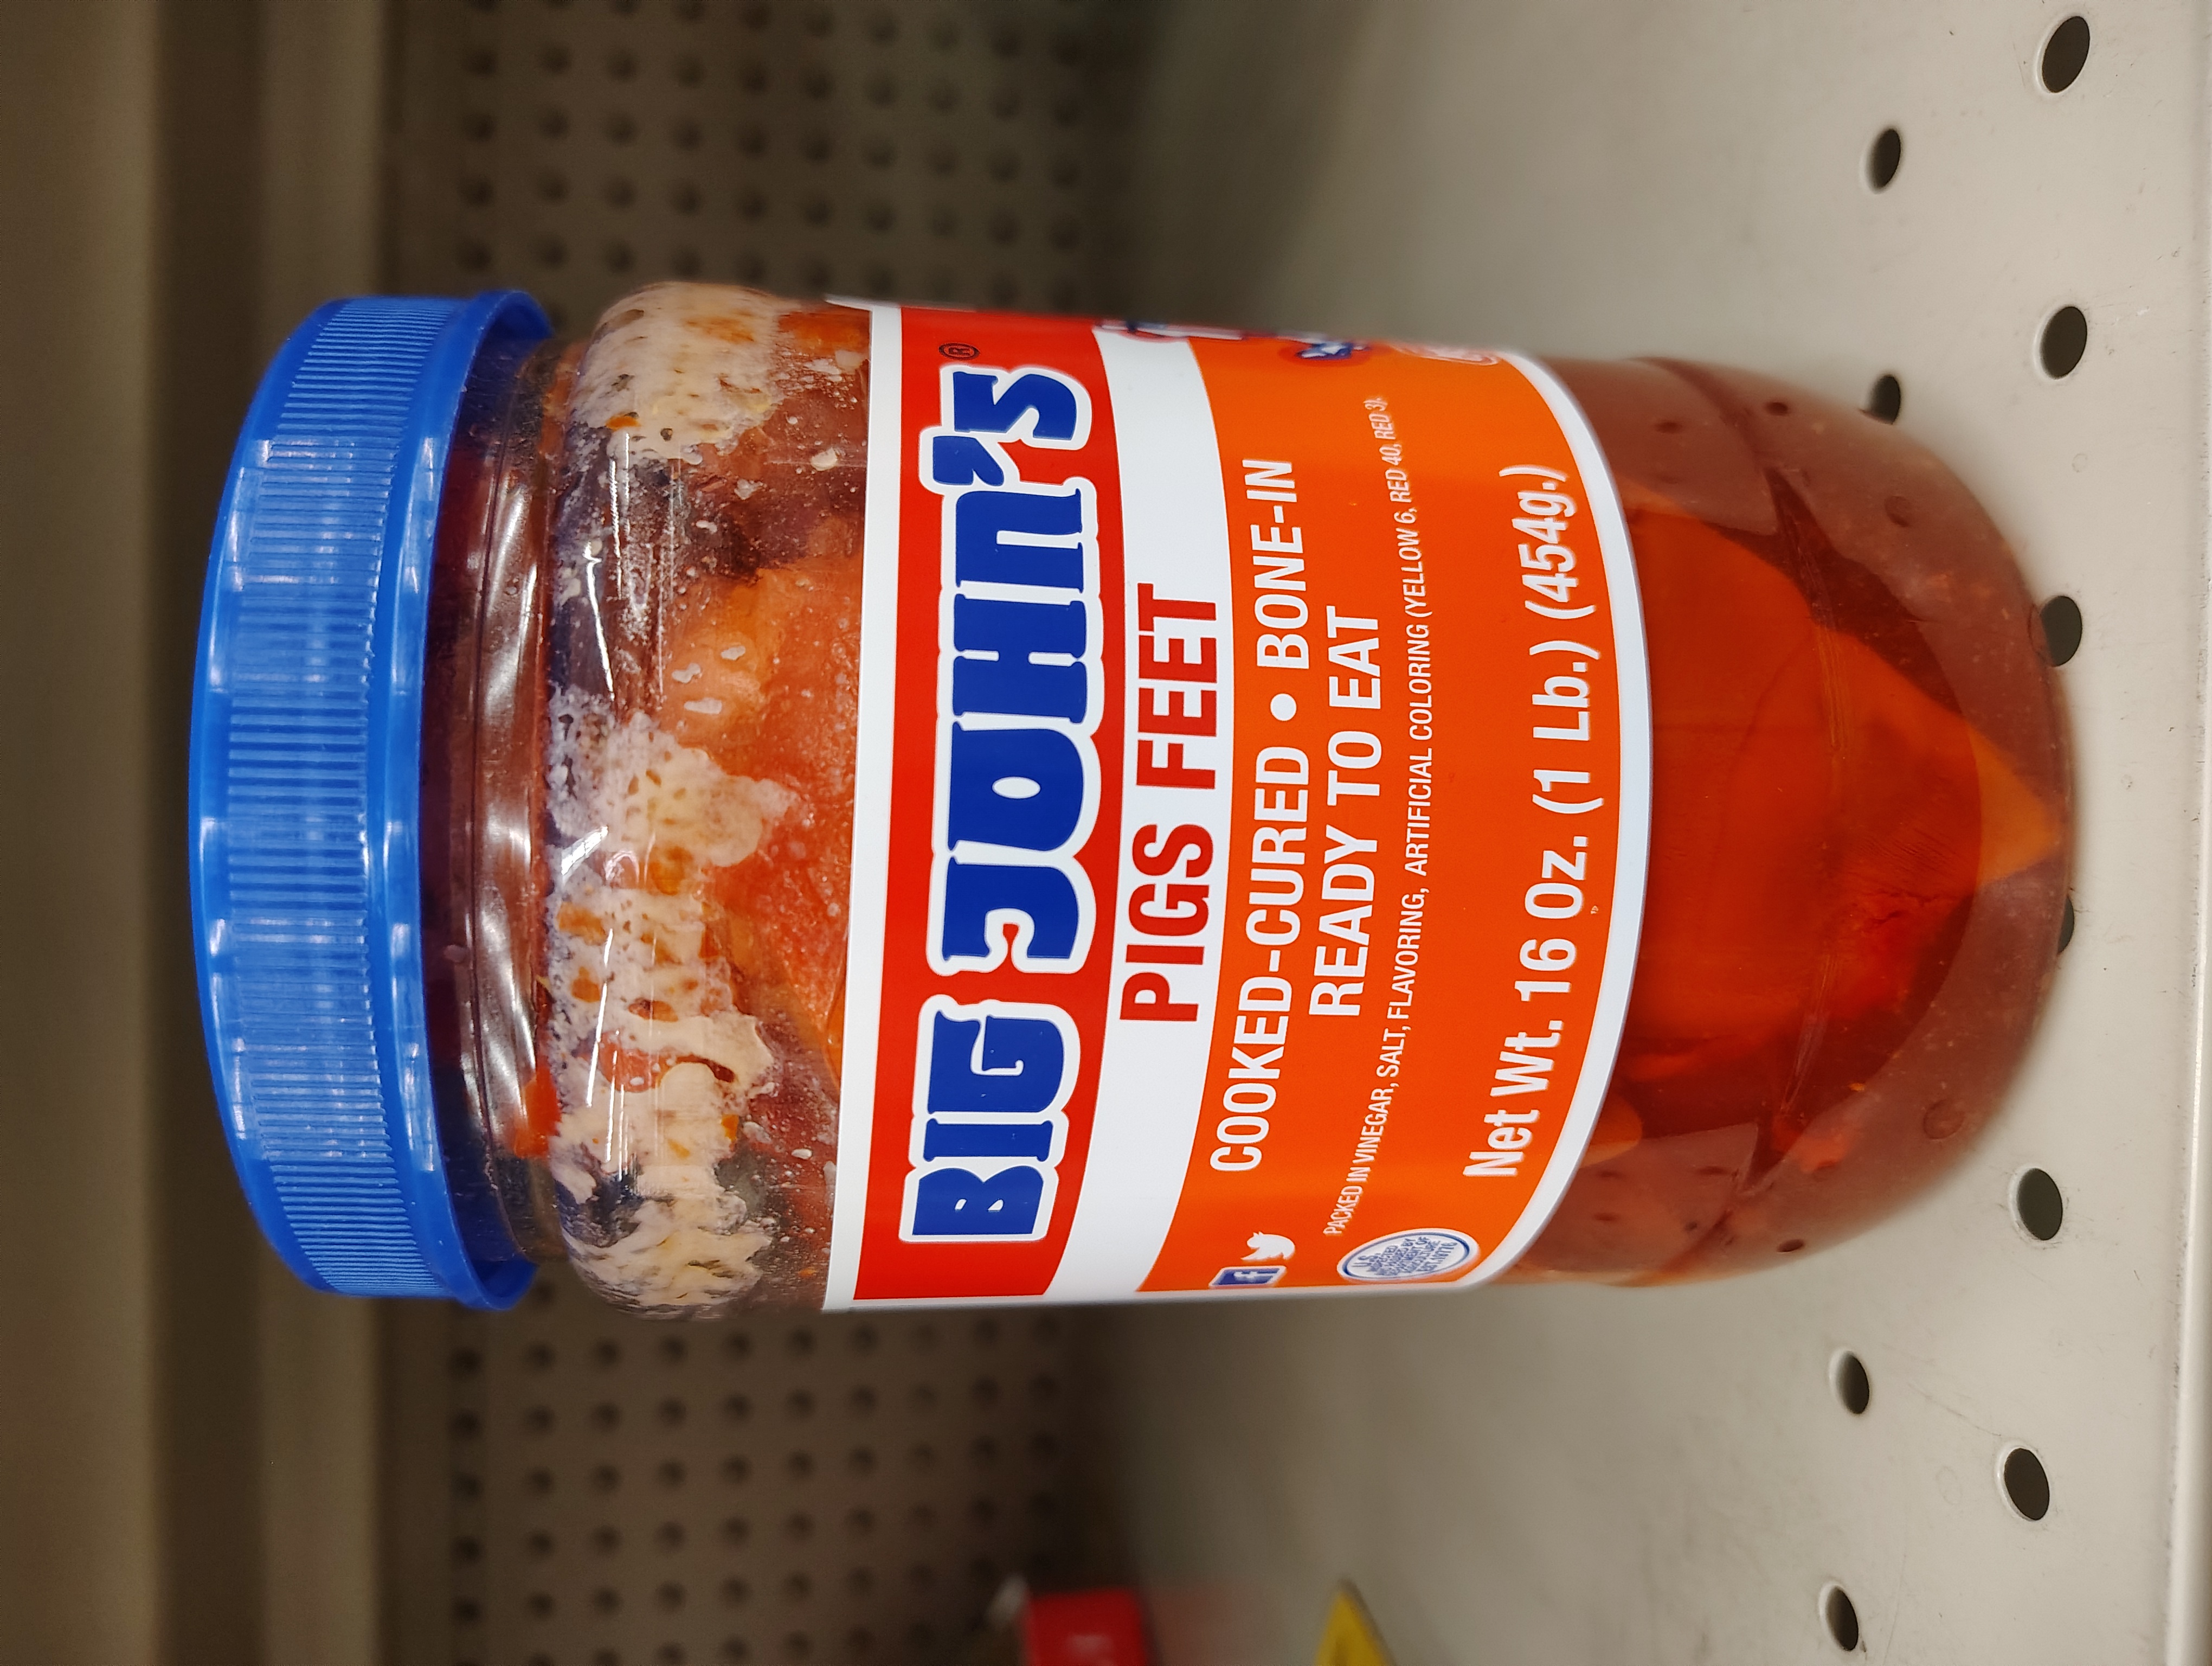 BIG JOHN'S®
PIGS FEET
COOKED-CURED • BONE-IN
READY TO EAT
PACKED IN VINEGAR, SALT, FLAVORING, ARTIFICIAL COLORING (YELLOW 6, RED 40, RED 3).
Net Wt. 16 Oz. (1 Lb.) (454g.)